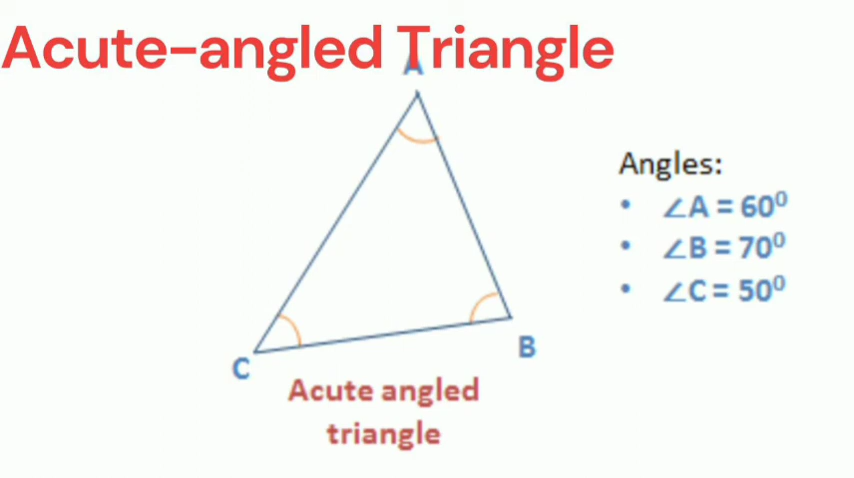 Acute-angled Triangle
A
Angles:
• ∠A = 60⁰
• ∠B = 70⁰
• ∠C = 50⁰
B
C
Acute angled
triangle